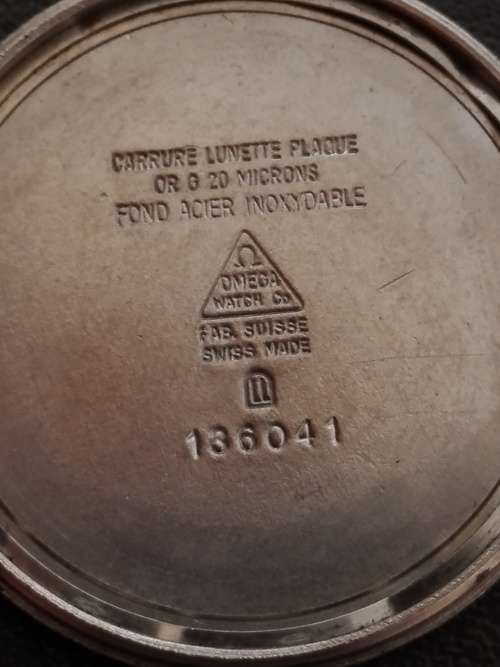 CARRURE LUNETTE PLAQUE
OR G 20 MICRONS
FOND ACIER INOXYDABLE
Ω
OMEGA
WATCH Co
FAB. SUISSE
SWISS MADE
136041